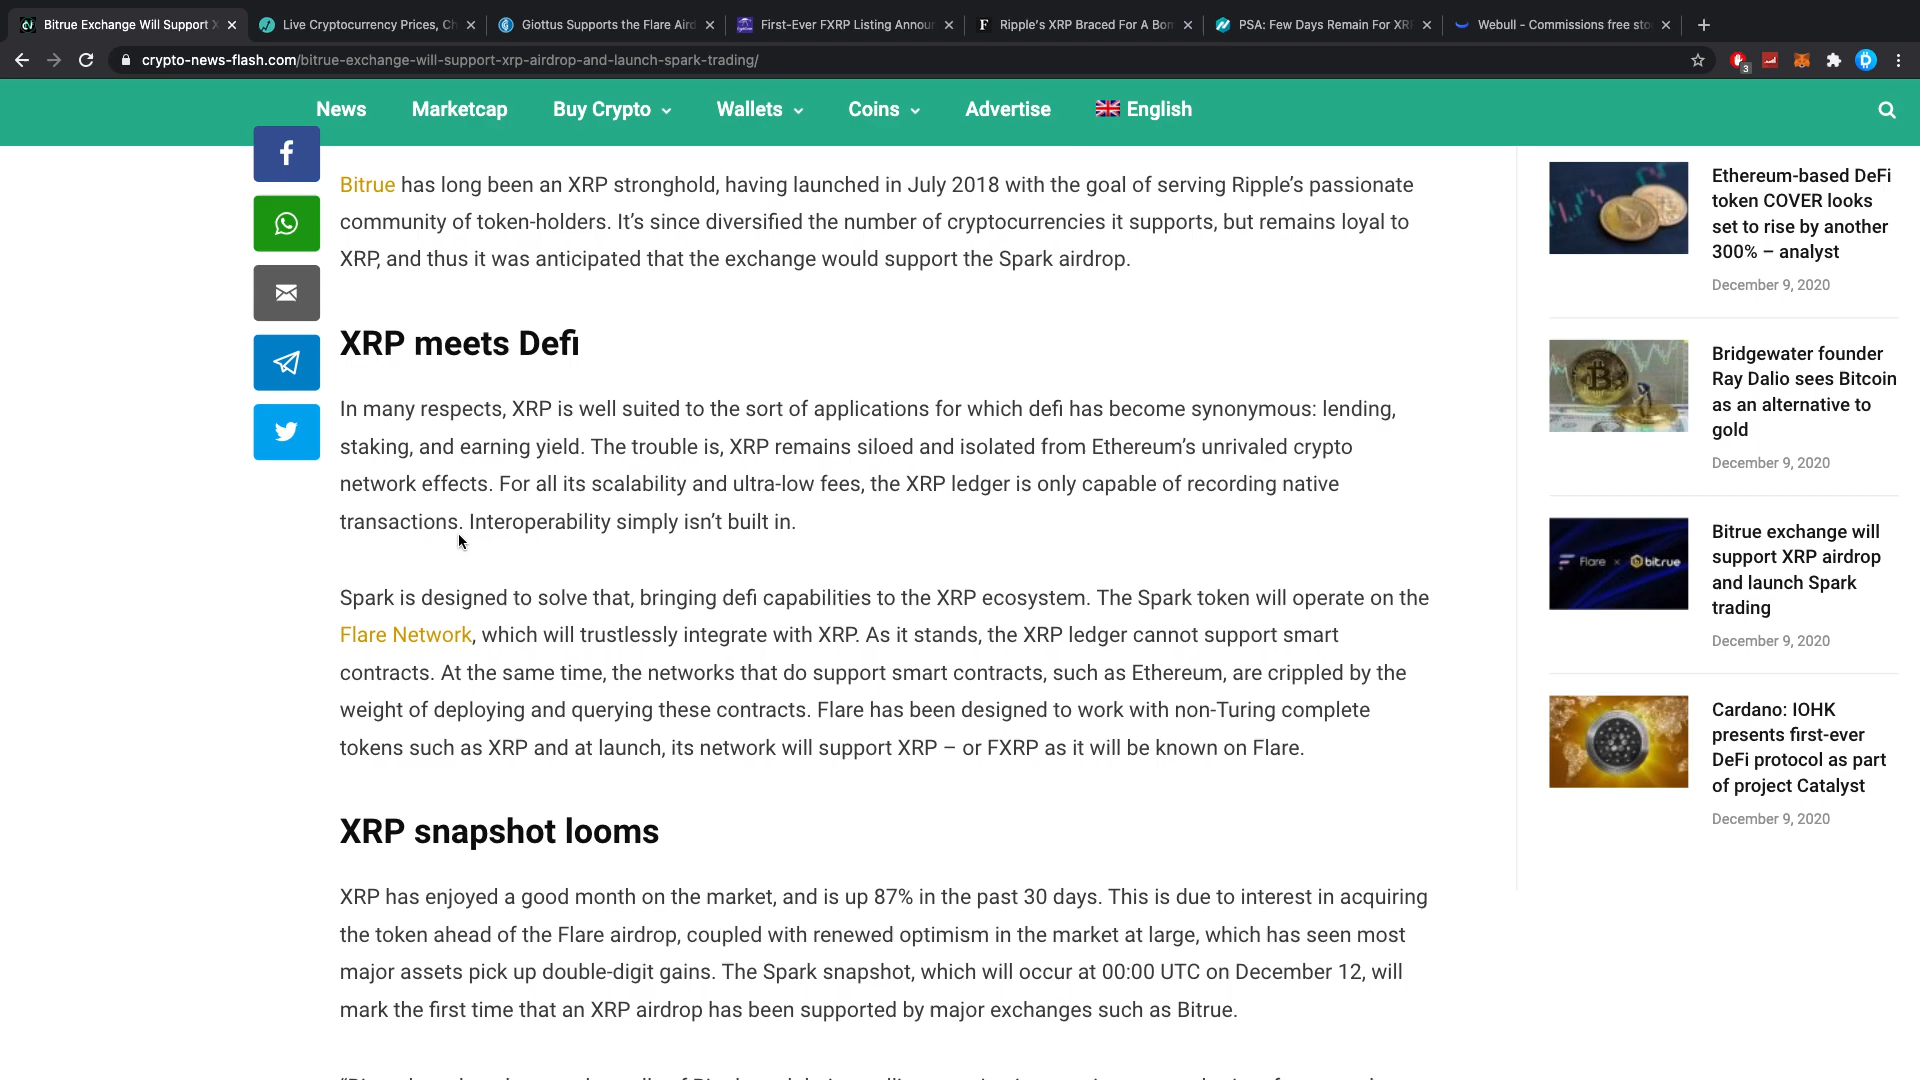 Bitrue Exchange Will Support X
Live Cryptocurrency Prices, Ch
Giottus Supports the Flare Aird
First-Ever FXRP Listing Announ
Ripple's XRP Braced For A Bom
PSA: Few Days Remain For XRP
Webull - Commissions free sto
crypto-news-flash.com/bitrue-exchange-will-support-xrp-airdrop-and-launch-spark-trading/
3
News Marketcap Buy Crypto Wallets Coins Advertise English
Bitrue has long been an XRP stronghold, having launched in July 2018 with the goal of serving Ripple’s passionate
community of token-holders. It’s since diversified the number of cryptocurrencies it supports, but remains loyal to
XRP, and thus it was anticipated that the exchange would support the Spark airdrop.
XRP meets Defi
In many respects, XRP is well suited to the sort of applications for which defi has become synonymous: lending,
staking, and earning yield. The trouble is, XRP remains siloed and isolated from Ethereum’s unrivaled crypto
network effects. For all its scalability and ultra-low fees, the XRP ledger is only capable of recording native
transactions. Interoperability simply isn’t built in.
Spark is designed to solve that, bringing defi capabilities to the XRP ecosystem. The Spark token will operate on the
Flare Network, which will trustlessly integrate with XRP. As it stands, the XRP ledger cannot support smart
contracts. At the same time, the networks that do support smart contracts, such as Ethereum, are crippled by the
weight of deploying and querying these contracts. Flare has been designed to work with non-Turing complete
tokens such as XRP and at launch, its network will support XRP – or FXRP as it will be known on Flare.
XRP snapshot looms
XRP has enjoyed a good month on the market, and is up 87% in the past 30 days. This is due to interest in acquiring
the token ahead of the Flare airdrop, coupled with renewed optimism in the market at large, which has seen most
major assets pick up double-digit gains. The Spark snapshot, which will occur at 00:00 UTC on December 12, will
mark the first time that an XRP airdrop has been supported by major exchanges such as Bitrue.
Ethereum-based DeFi
token COVER looks
set to rise by another
300% – analyst
December 9, 2020
Bridgewater founder
Ray Dalio sees Bitcoin
as an alternative to
gold
December 9, 2020
Flare × bitrue
Bitrue exchange will
support XRP airdrop
and launch Spark
trading
December 9, 2020
Cardano: IOHK
presents first-ever
DeFi protocol as part
of project Catalyst
December 9, 2020